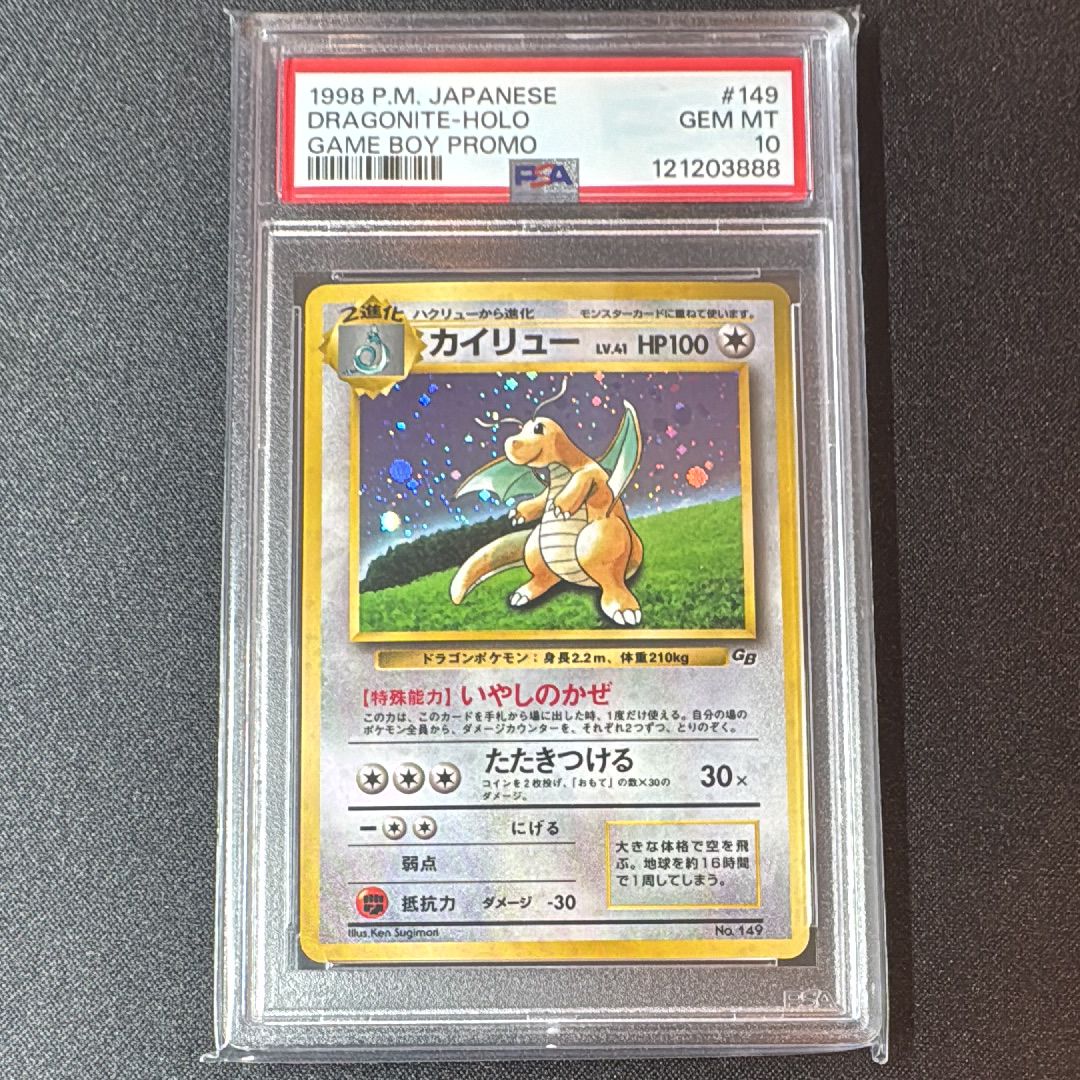 1998 P.M. JAPANESE #149
DRAGONITE-HOLO GEM MT
GAME BOY PROMO 10
PSA 121203888
2進化 ハクリューから進化 モンスターカードに重ねて使います。
カイリュー LV.41 HP100
ドラゴンポケモン：身長2.2m、体重210kg GB
【特殊能力】いやしのかぜ
この力は、このカードを手札から場に出した時、1度だけ使える。自分の場の
ポケモン全員から、ダメージカウンターを、それぞれ2つずつ、とりのぞく。
たたきつける 30×
コインを2枚投げ、「おもて」の数×30の
ダメージ。
にげる
弱点
抵抗力 ダメージ -30
大きな体格で空を飛
ぶ。地球を約16時間
で1周してしまう。
Illus.Ken Sugimori No.149
PSA